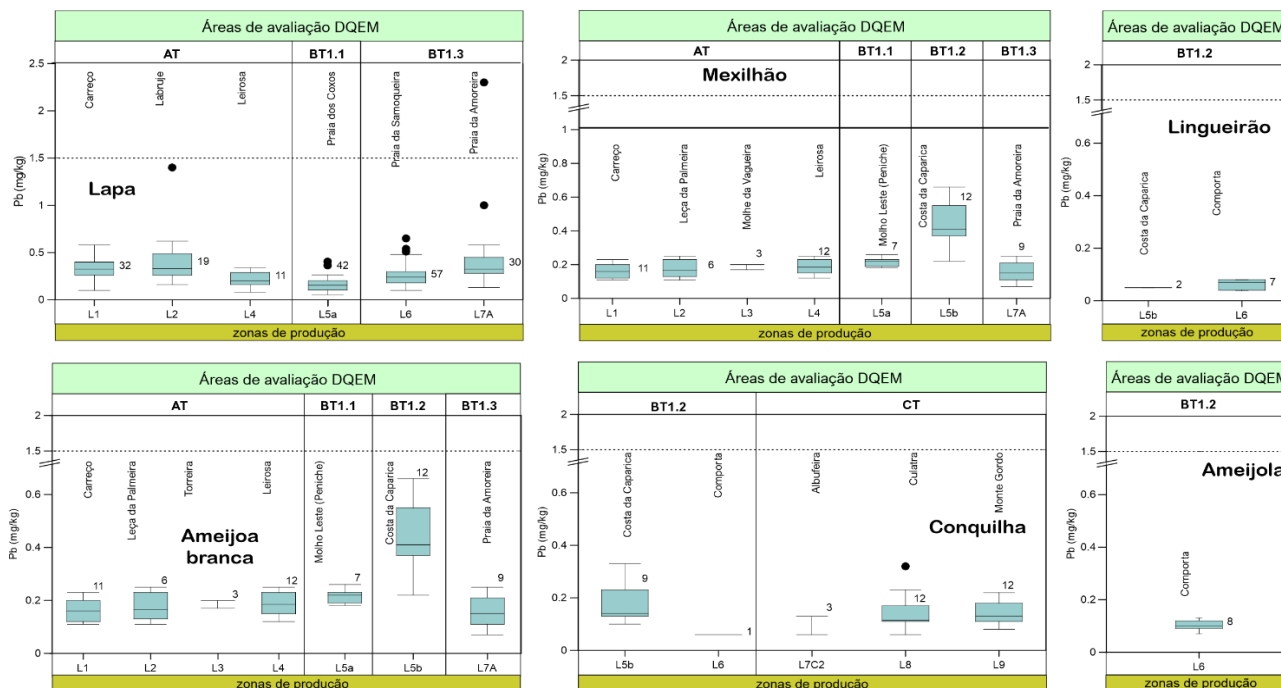 Áreas de avaliação DQEM
AT BT1.1 BT1.3
2.5
2
1.5
1
0.5
0
Pb (mg/kg)
Carreço
Labruje
Leirosa
Praia dos Coxos
Praia da Samoqueira
Praia da Amoreira
Lapa
32 19 11 42 57 30
L1 L2 L4 L5a L6 L7A
zonas de produção
Áreas de avaliação DQEM
AT BT1.1 BT1.2 BT1.3
Mexilhão
2
1.5
1
0.8
0.6
0.4
0.2
0
Pb (mg/kg)
Carreço
Leça da Palmeira
Molhe da Vagueira
Leirosa
Molho Leste (Peniche)
Costa da Caparica
Praia da Amoreira
11 6 3 12 7 12 9
L1 L2 L3 L4 L5a L5b L7A
zonas de produção
Áreas de avaliação DQEM
BT1.2
2
1.5
0.6
0.4
0.2
0
Pb (mg/kg)
Lingueirão
Costa da Caparica
Comporta
2 7
L5b L6
zonas de produção
Áreas de avaliação DQEM
AT BT1.1 BT1.2 BT1.3
2
1.5
0.6
0.4
0.2
0
Pb (mg/kg)
Carreço
Leça da Palmeira
Torreira
Leirosa
Molho Leste (Peniche)
Costa da Caparica
Praia da Amoreira
Ameijoa
branca
11 6 3 12 7 12 9
L1 L2 L3 L4 L5a L5b L7A
zonas de produção
Áreas de avaliação DQEM
BT1.2 CT
2
1.5
0.6
0.4
0.2
0
Pb (mg/kg)
Costa da Caparica
Comporta
Albufeira
Culatra
Monte Gordo
Conquilha
9 1 3 12 12
L5b L6 L7C2 L8 L9
zonas de produção
Áreas de avaliação DQEM
BT1.2
2
1.5
0.6
0.4
0.2
0
Pb (mg/kg)
Ameijola
Comporta
8
L6
zonas de produção